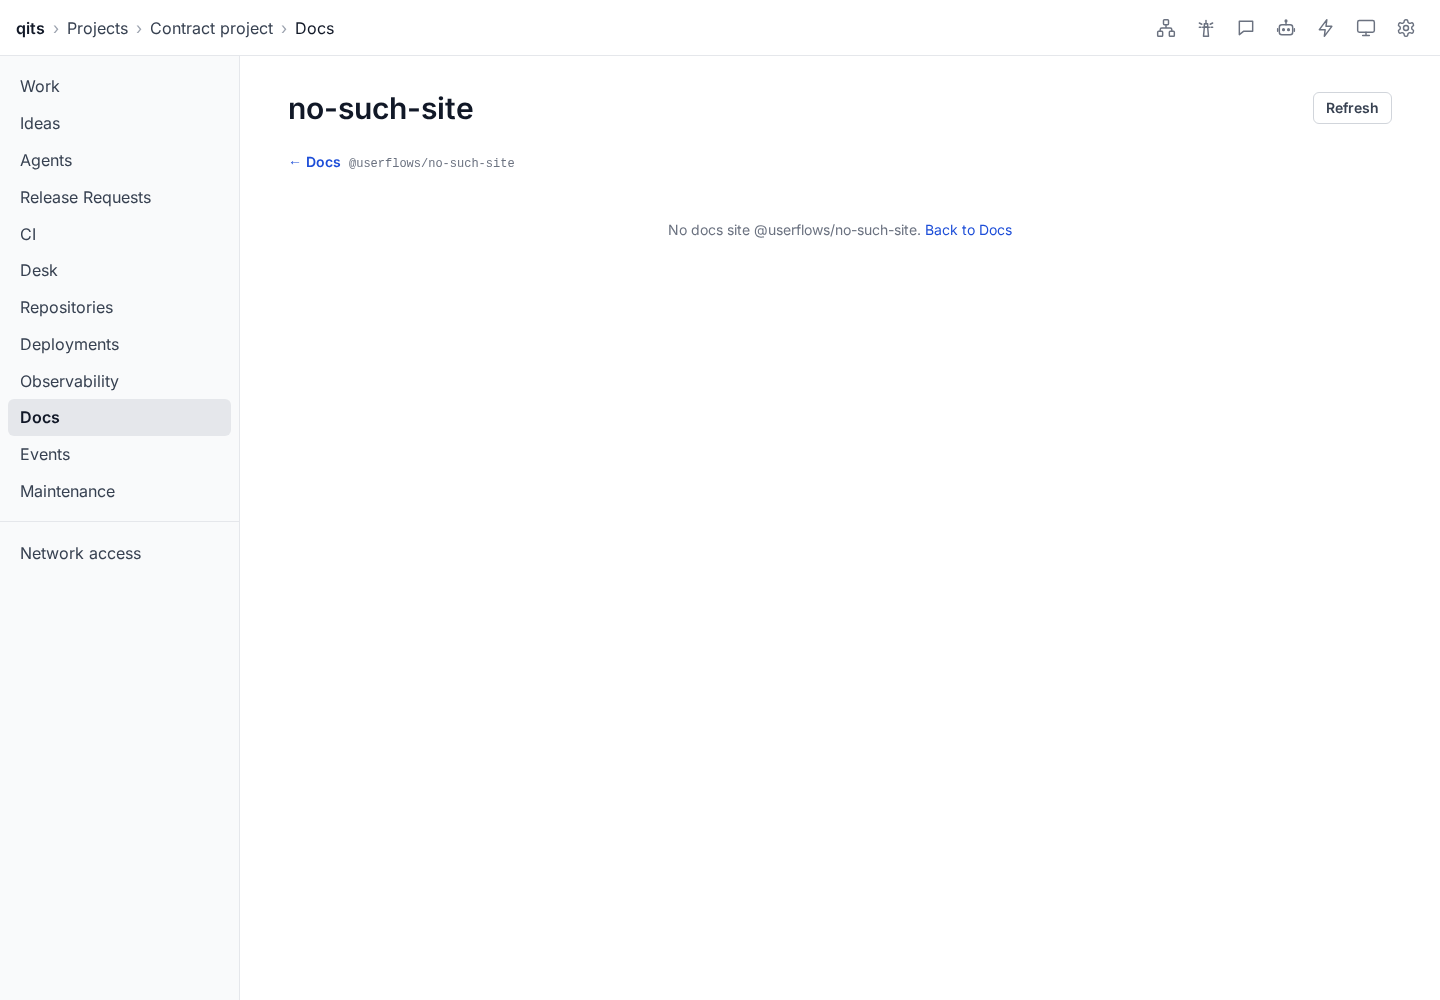 qits › Projects › Contract project › Docs
Work
Ideas
Agents
Release Requests
CI
Desk
Repositories
Deployments
Observability
Docs
Events
Maintenance
Network access
no-such-site
Refresh
← Docs @userflows/no-such-site
No docs site @userflows/no-such-site. Back to Docs